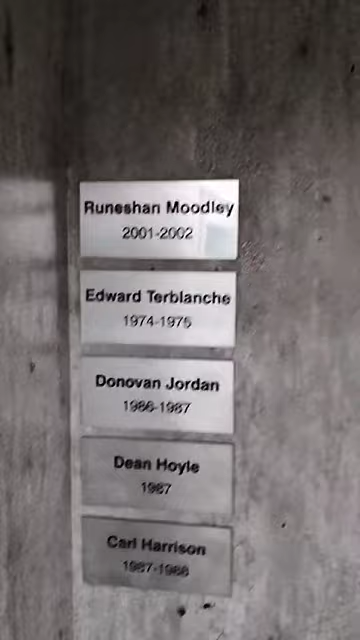 Runeshan Moodley
2001-2002
Edward Terblanche
1974-1975
Donovan Jordan
1986-1987
Dean Hoyle
1987
Carl Harrison
1987-1988